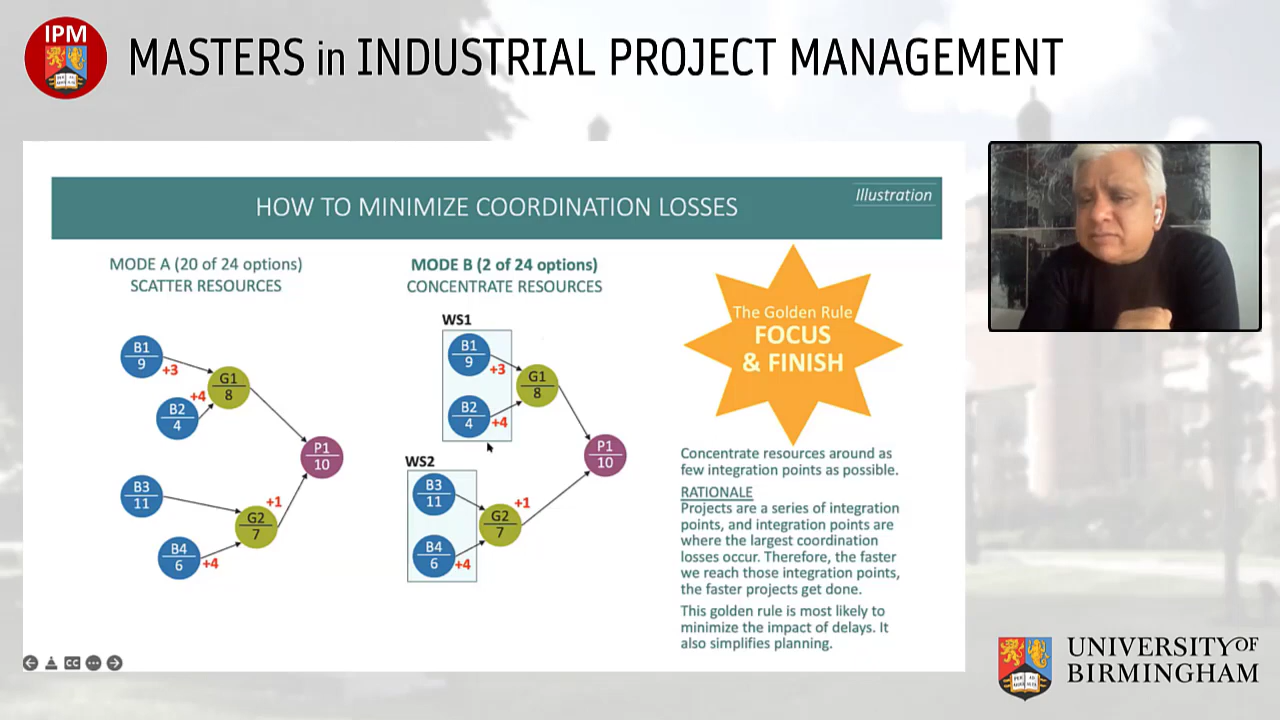 IPM
MASTERS in INDUSTRIAL PROJECT MANAGEMENT
HOW TO MINIMIZE COORDINATION LOSSES
Illustration
MODE A (20 of 24 options)
SCATTER RESOURCES
B1
9
+3
G1
8
+4
B2
4
P1
10
B3
11
+1
G2
7
B4
6
+4
MODE B (2 of 24 options)
CONCENTRATE RESOURCES
WS1
B1
9
+3
G1
8
B2
4
+4
P1
10
WS2
B3
11
+1
G2
7
B4
6
+4
The Golden Rule
FOCUS
& FINISH
Concentrate resources around as
few integration points as possible.
RATIONALE
Projects are a series of integration
points, and integration points are
where the largest coordination
losses occur. Therefore, the faster
we reach those integration points,
the faster projects get done.
This golden rule is most likely to
minimize the impact of delays. It
also simplifies planning.
CC
UNIVERSITY OF
BIRMINGHAM